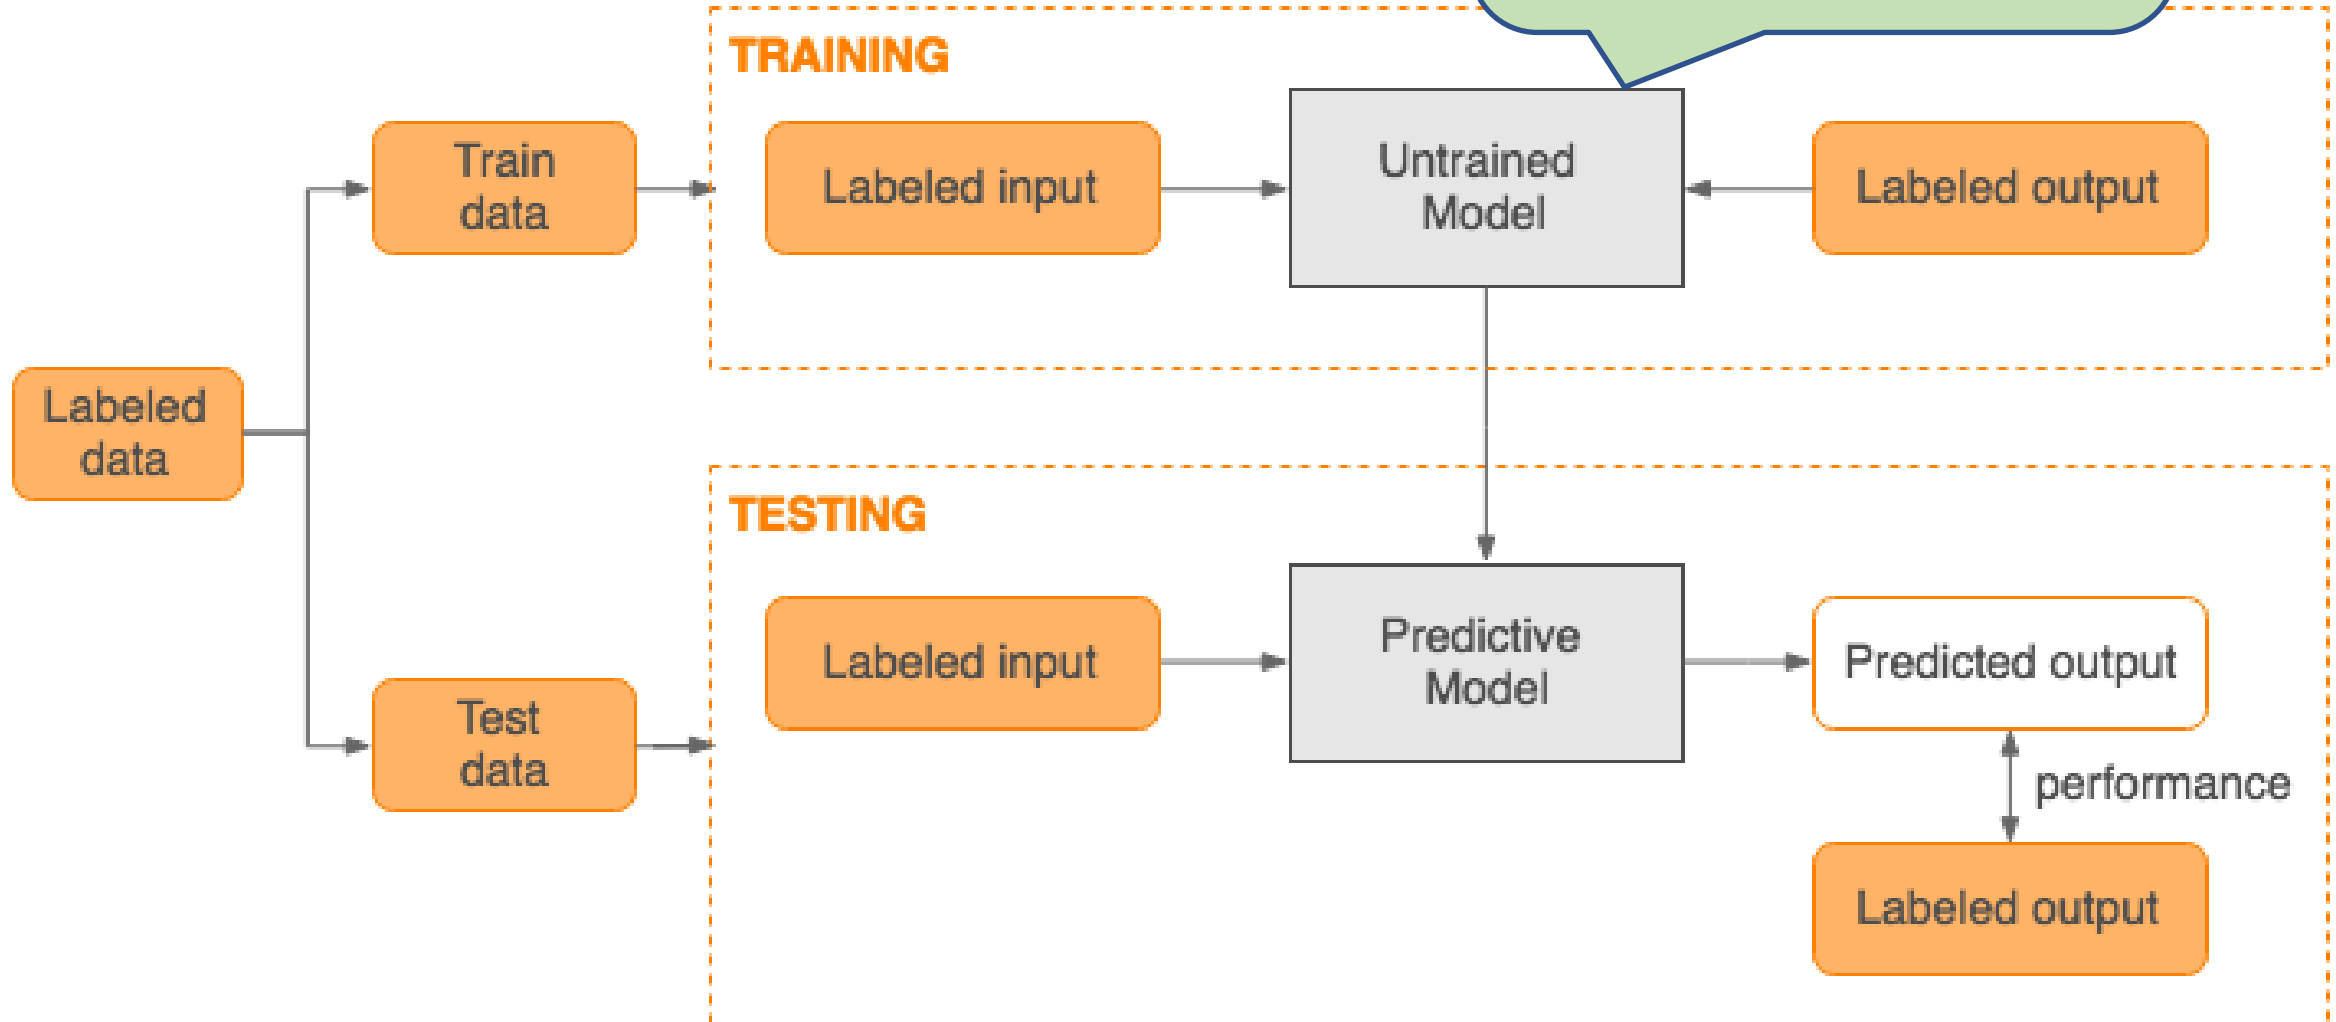 TRAINING
Train
data
Labeled input
Untrained
Model
Labeled output
Labeled
data
TESTING
Test
data
Labeled input
Predictive
Model
Predicted output
performance
Labeled output